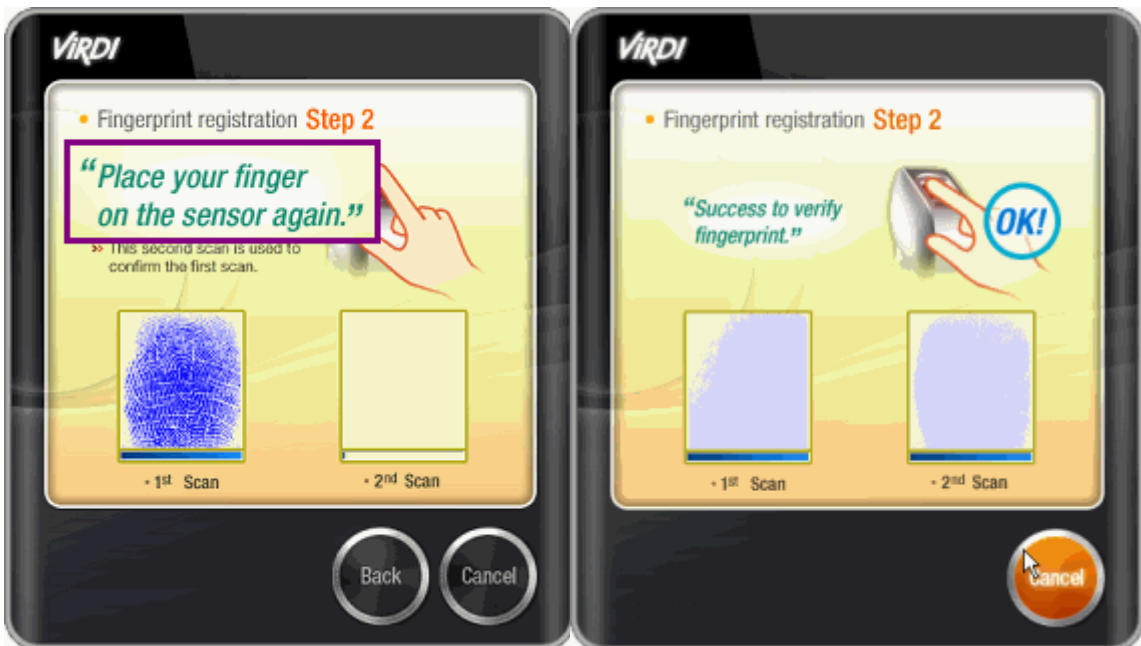 ViRDI
• Fingerprint registration Step 2
“Place your finger
on the sensor again.”
» This second scan is used to
confirm the first scan.
• 1st Scan
• 2nd Scan
Back
Cancel
ViRDI
• Fingerprint registration Step 2
“Success to verify
fingerprint.”
OK!
• 1st Scan
• 2nd Scan
Cancel